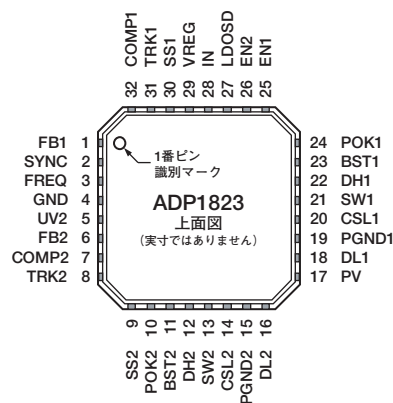 COMP1
TRK1
SS1
VREG
IN
LDOSD
EN2
EN1
32 31 30 29 28 27 26 25
FB1 1
SYNC 2
FREQ 3
GND 4
UV2 5
FB2 6
COMP2 7
TRK2 8
1番ピン
識別マーク
ADP1823
上面図
(実寸ではありません)
24 POK1
23 BST1
22 DH1
21 SW1
20 CSL1
19 PGND1
18 DL1
17 PV
9 10 11 12 13 14 15 16
SS2
POK2
BST2
DH2
SW2
CSL2
PGND2
DL2